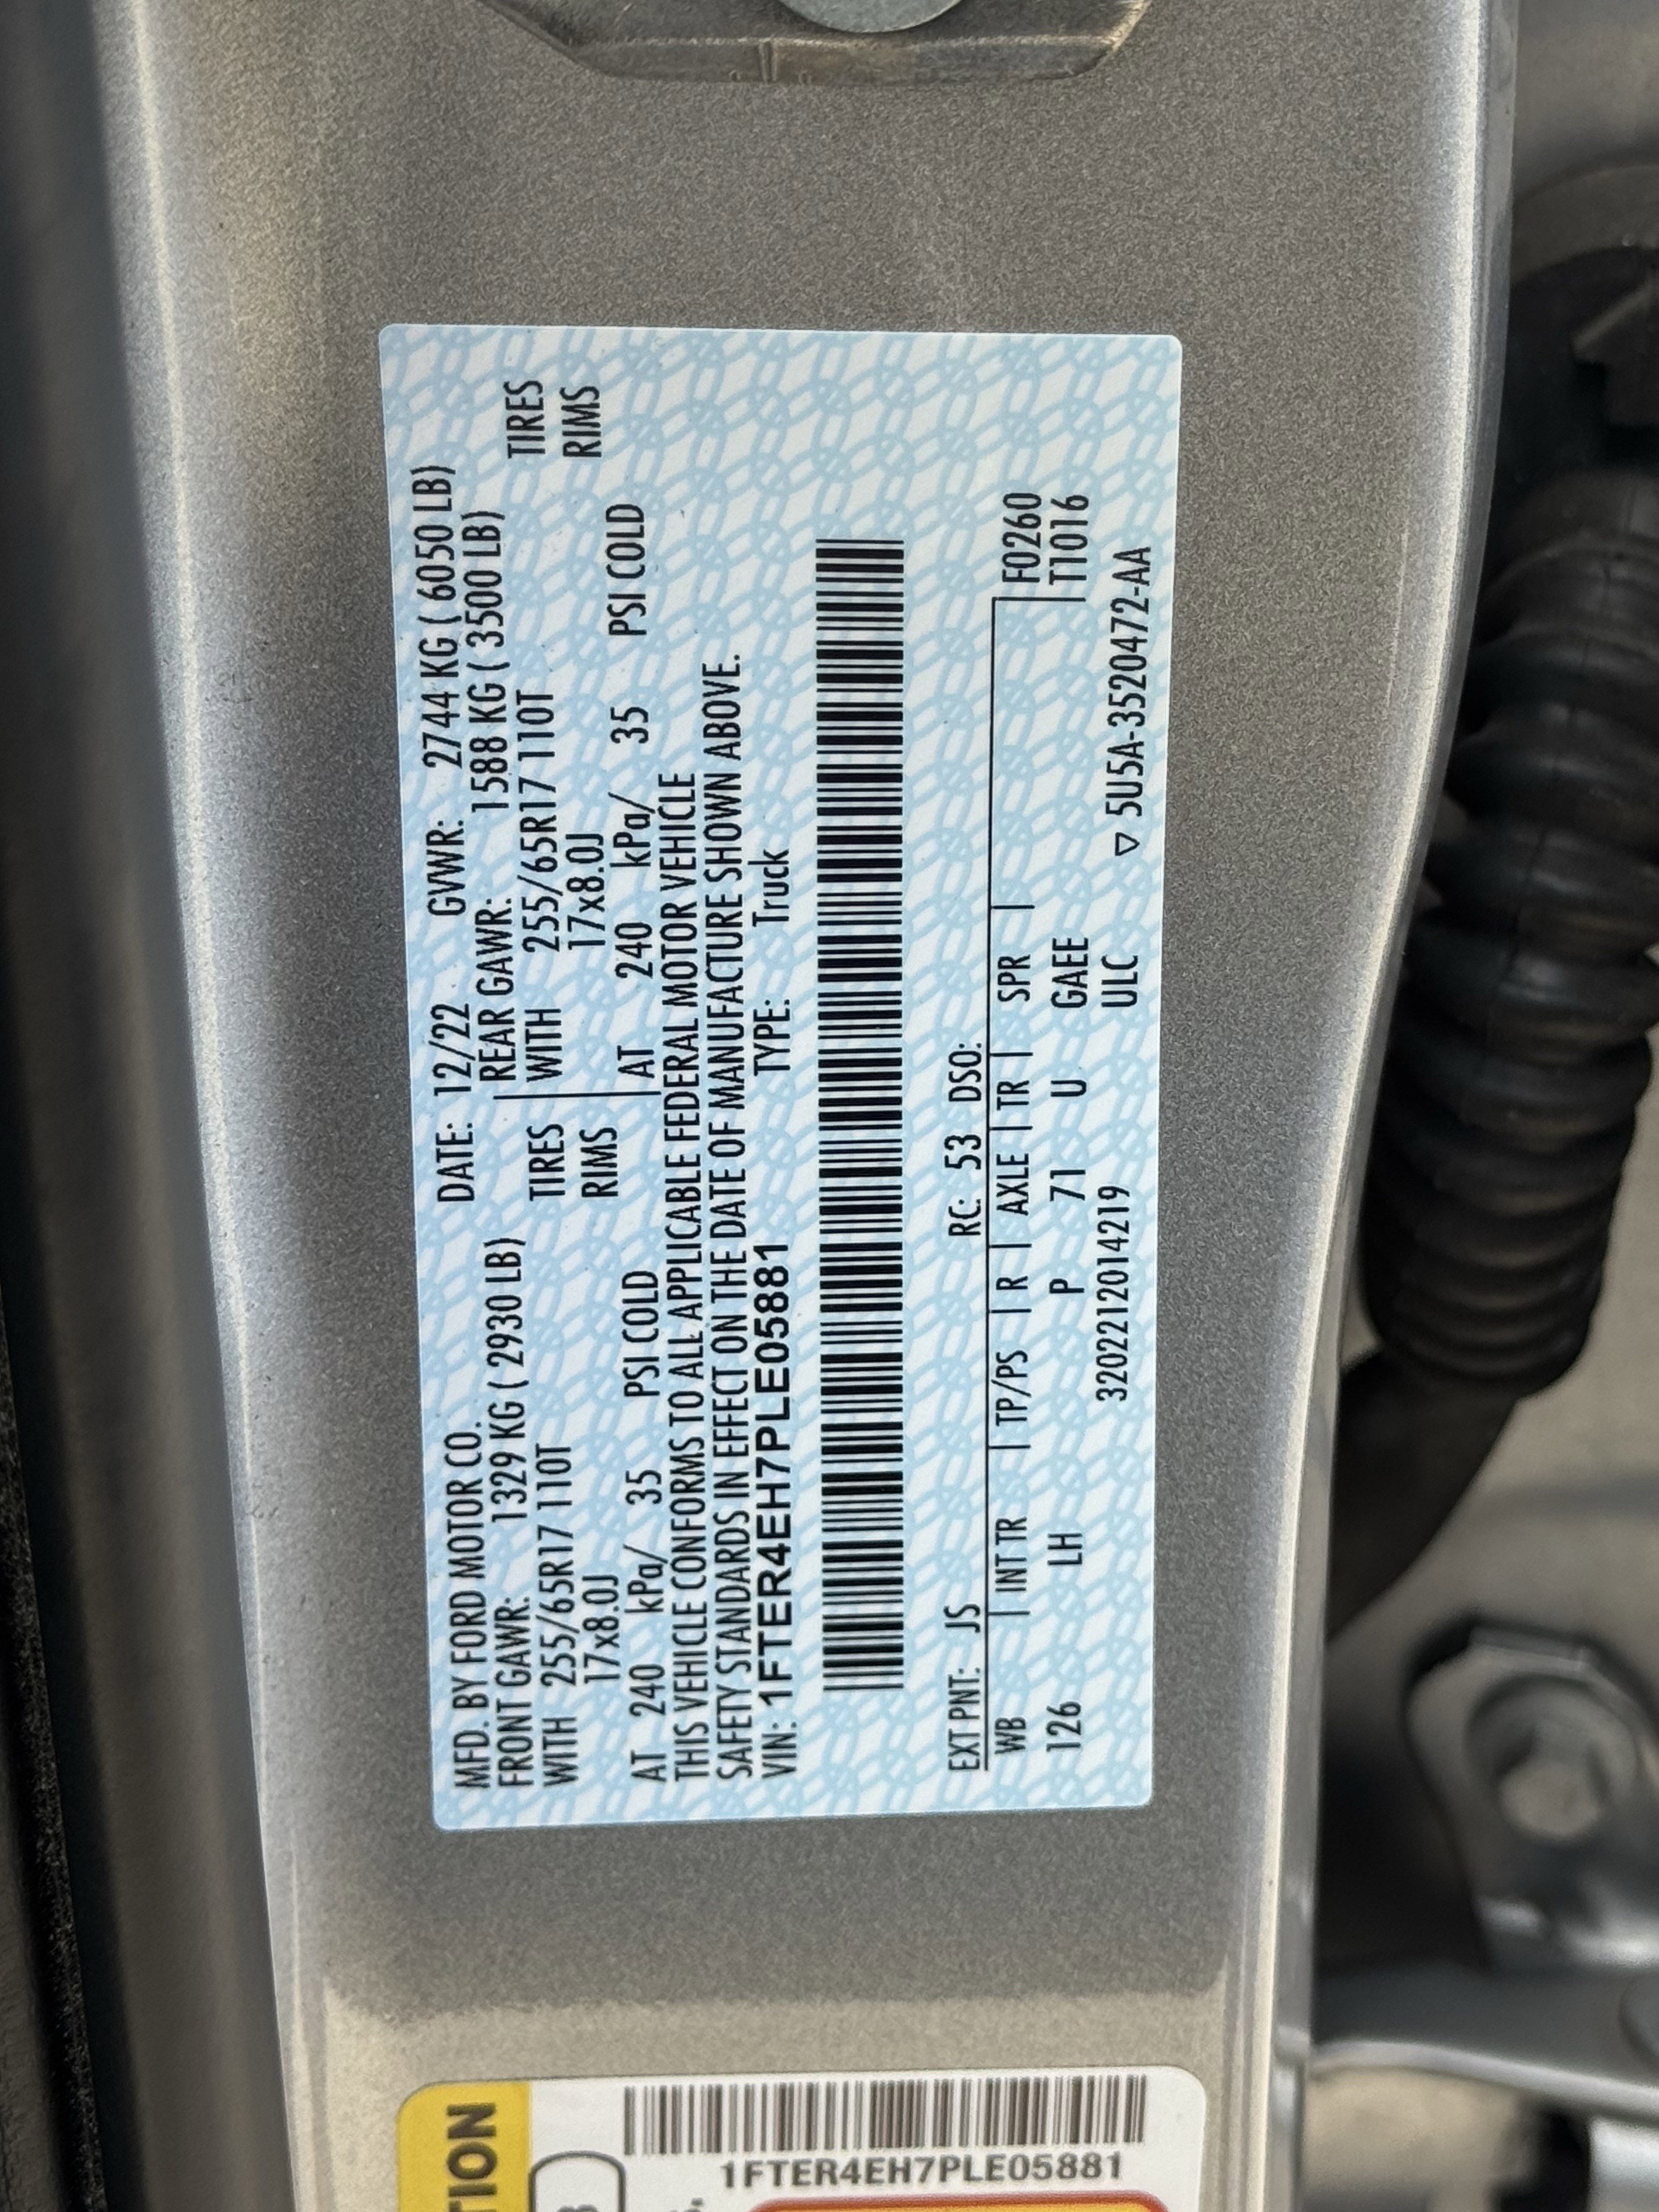 MFD. BY FORD MOTOR CO. DATE: 12/22 GVWR: 2744 KG ( 6050 LB)
FRONT GAWR: 1329 KG ( 2930 LB) REAR GAWR: 1588 KG ( 3500 LB)
WITH 255/65R17 110T TIRES WITH 255/65R17 110T TIRES
17x8.0J RIMS 17x8.0J RIMS
AT 240 kPa/ 35 PSI COLD AT 240 kPa/ 35 PSI COLD
THIS VEHICLE CONFORMS TO ALL APPLICABLE FEDERAL MOTOR VEHICLE
SAFETY STANDARDS IN EFFECT ON THE DATE OF MANUFACTURE SHOWN ABOVE.
VIN: 1FTER4EH7PLE05881 TYPE: Truck
EXT PNT: JS RC: 53 DSO:
WB INT TR TP/PS R AXLE TR SPR F0260
126 LH P 71 U GAEE T1016
3202212014219 ULC ▽ 5U5A-3520472-AA
1FTER4EH7PLE05881